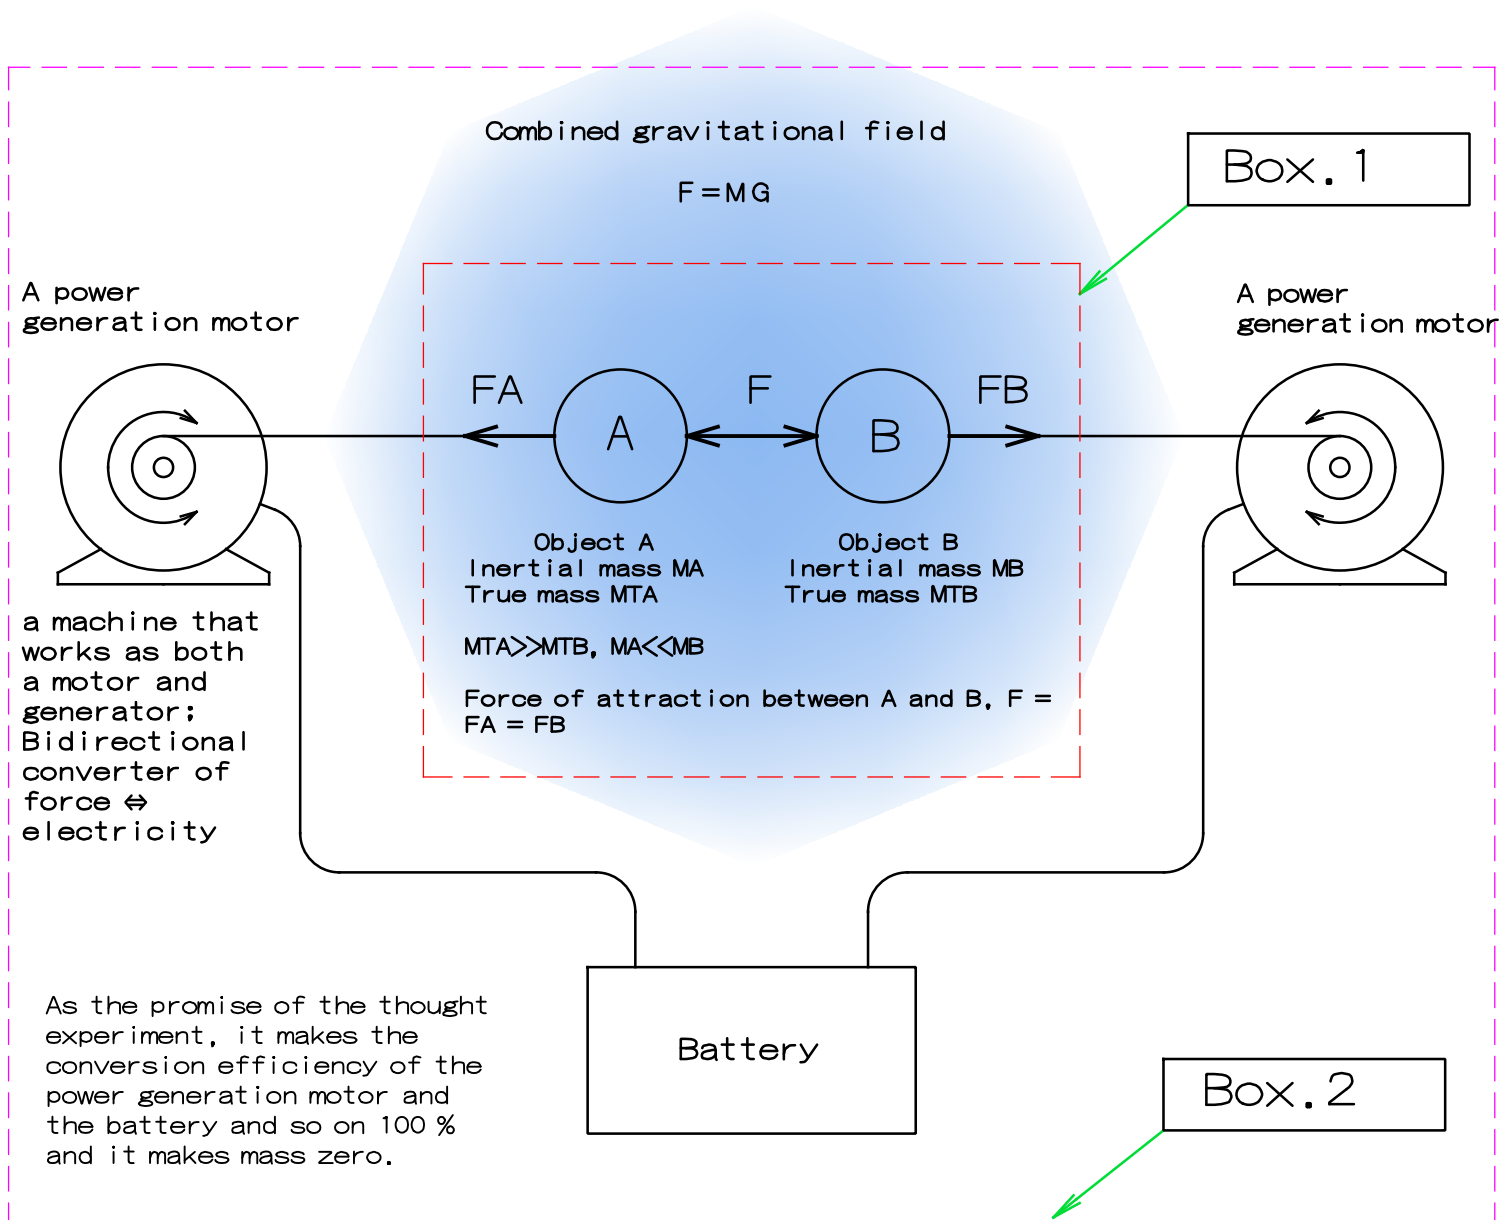 Combined gravitational field
F=MG
Box.1
A power
generation motor
A power
generation motor
FA
F
FB
A
B
Object A
Inertial mass MA
True mass MTA
Object B
Inertial mass MB
True mass MTB
MTA>>MTB, MA<<MB
Force of attraction between A and B, F =
FA = FB
a machine that
works as both
a motor and
generator;
Bidirectional
converter of
force ⇔
electricity
As the promise of the thought
experiment, it makes the
conversion efficiency of the
power generation motor and
the battery and so on 100 %
and it makes mass zero.
Battery
Box.2